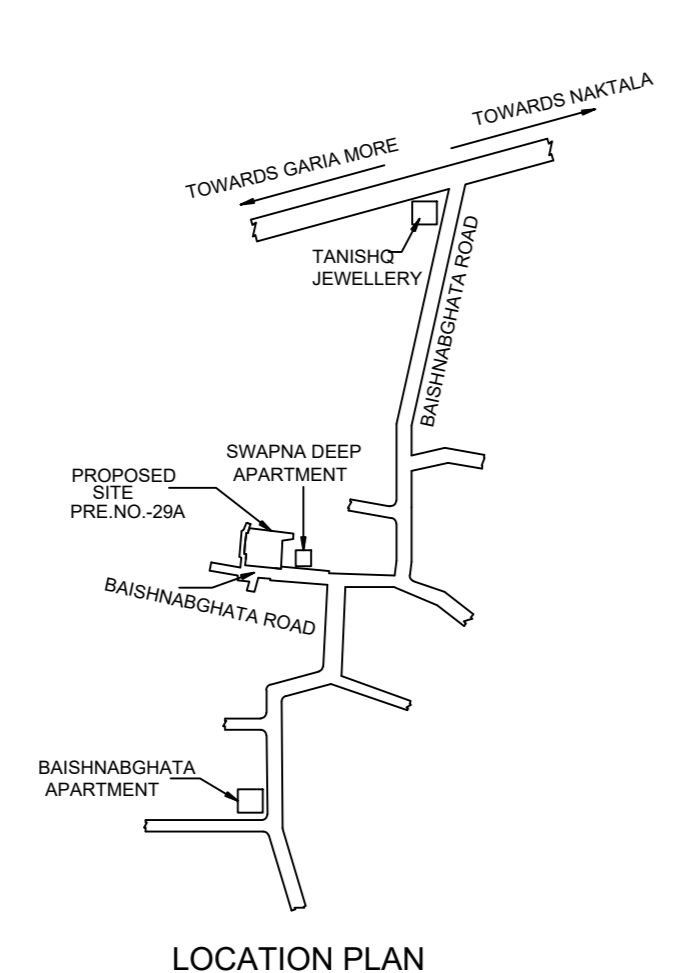 TOWARDS NAKTALA
TOWARDS GARIA MORE
TANISHQ
JEWELLERY
BAISHNABGHATA ROAD
SWAPNA DEEP
APARTMENT
PROPOSED
SITE
PRE.NO.-29A
BAISHNABGHATA ROAD
BAISHNABGHATA
APARTMENT
LOCATION PLAN